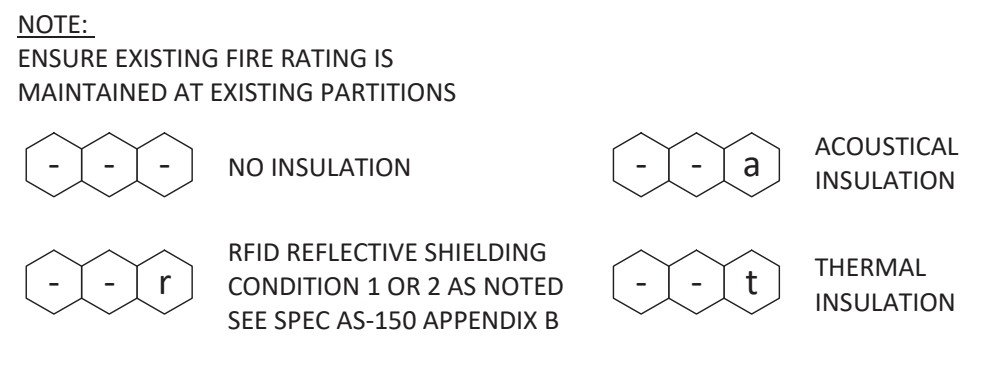 NOTE:
ENSURE EXISTING FIRE RATING IS
MAINTAINED AT EXISTING PARTITIONS
- - -
NO INSULATION
- - a
ACOUSTICAL
INSULATION
- - r
RFID REFLECTIVE SHIELDING
CONDITION 1 OR 2 AS NOTED
SEE SPEC AS-150 APPENDIX B
- - t
THERMAL
INSULATION